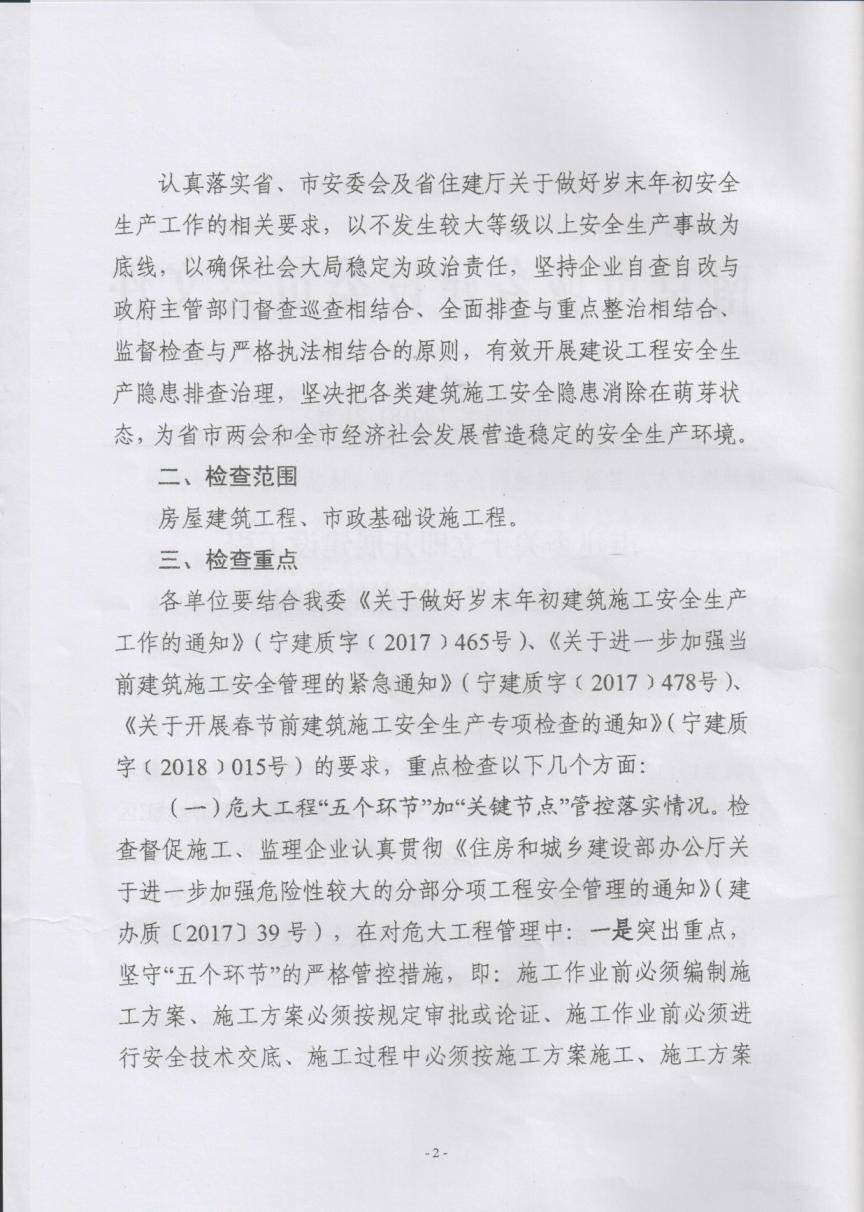 认真落实省、市安委会及省住建厅关于做好岁末年初安全
生产工作的相关要求，以不发生较大等级以上安全生产事故为
底线，以确保社会大局稳定为政治责任，坚持企业自查自改与
政府主管部门督查巡查相结合、全面排查与重点整治相结合、
监督检查与严格执法相结合的原则，有效开展建设工程安全生
产隐患排查治理，坚决把各类建筑施工安全隐患消除在萌芽状
态，为省市两会和全市经济社会发展营造稳定的安全生产环境。
二、检查范围
房屋建筑工程、市政基础设施工程。
三、检查重点
各单位要结合我委《关于做好岁末年初建筑施工安全生产
工作的通知》（宁建质字﹝2017﹞465号）、《关于进一步加强当
前建筑施工安全管理的紧急通知》（宁建质字﹝2017﹞478号）、
《关于开展春节前建筑施工安全生产专项检查的通知》（宁建质
字﹝2018﹞015号）的要求，重点检查以下几个方面：
（一）危大工程“五个环节”加“关键节点”管控落实情况。检
查督促施工、监理企业认真贯彻《住房和城乡建设部办公厅关
于进一步加强危险性较大的分部分项工程安全管理的通知》（建
办质〔2017〕39 号），在对危大工程管理中：一是突出重点，
坚守“五个环节”的严格管控措施，即：施工作业前必须编制施
工方案、施工方案必须按规定审批或论证、施工作业前必须进
行安全技术交底、施工过程中必须按施工方案施工、施工方案
- 2 -